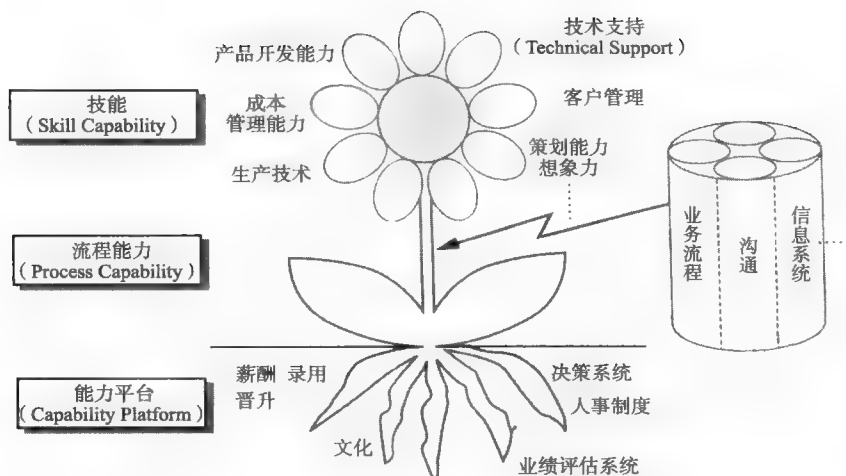 技术支持
（Technical Support）
产品开发能力
技能
（Skill Capability）
成本
管理能力
客户管理
生产技术
策划能力
想象力
……
业务流程
沟通
信息系统
……
流程能力
（Process Capability）
能力平台
（Capability Platform）
薪酬 录用
晋升
文化
决策系统
人事制度
业绩评估系统